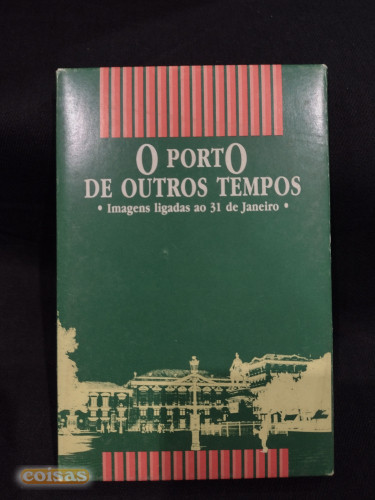 O PORTO
DE OUTROS TEMPOS
• Imagens ligadas ao 31 de Janeiro •
coisas